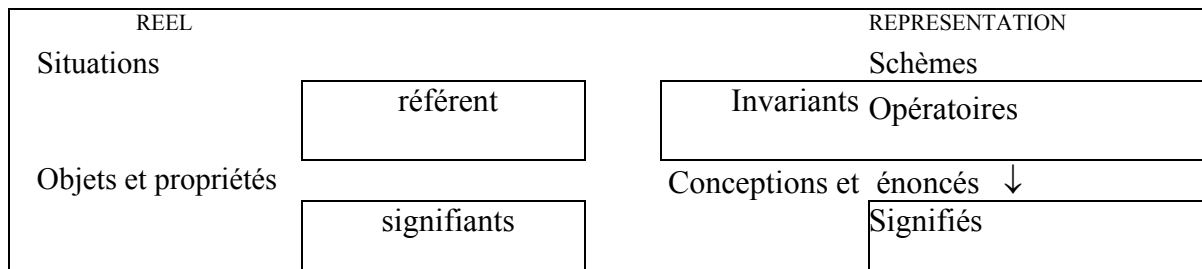 REEL REPRESENTATION
Situations Schèmes
référent Invariants Opératoires
Objets et propriétés Conceptions et énoncés ↓
signifiants Signifiés